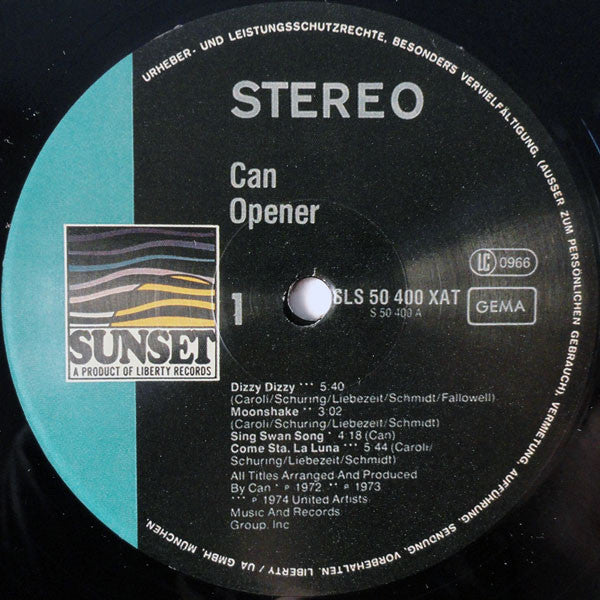 URHEBER- UND LEISTUNGSSCHUTZRECHTE, BESONDERS VERVIELFÄLTIGUNG, (AUSSER ZUM PERSÖNLICHEN GEBRAUCH), VERMIETUNG, AUFFÜHRUNG, SENDUNG, VORBEHALTEN. LIBERTY / UA GMBH, MÜNCHEN
STEREO
Can
Opener
LC 0966
1
SLS 50 400 XAT
S 50 400 A
GEMA
SUNSET
A PRODUCT OF LIBERTY RECORDS
Dizzy Dizzy *** 5:40
(Caroli/Schuring/Liebezeit/Schmidt/Fallowell)
Moonshake ** 3:02
(Caroli/Schuring/Liebezeit/Schmidt)
Sing Swan Song * 4:18 (Can)
Come Sta. La Luna *** 5:44 (Caroli/
Schuring/Liebezeit/Schmidt)
All Titles Arranged And Produced
By Can * ℗ 1972 ** ℗ 1973
*** ℗ 1974 United Artists
Music And Records
Group, Inc